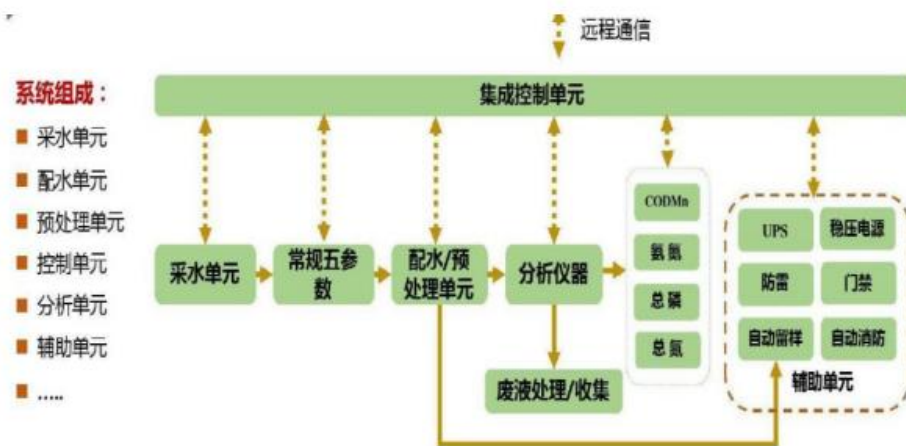 远程通信
集成控制单元
系统组成：
采水单元
配水单元
预处理单元
控制单元
分析单元
辅助单元
.....
采水单元
常规五参
数
配水/预
处理单元
分析仪器
CODMn
氨 氮
总 磷
总 氮
废液处理/收集
UPS
稳压电源
防雷
门禁
自动留样
自动消防
辅助单元